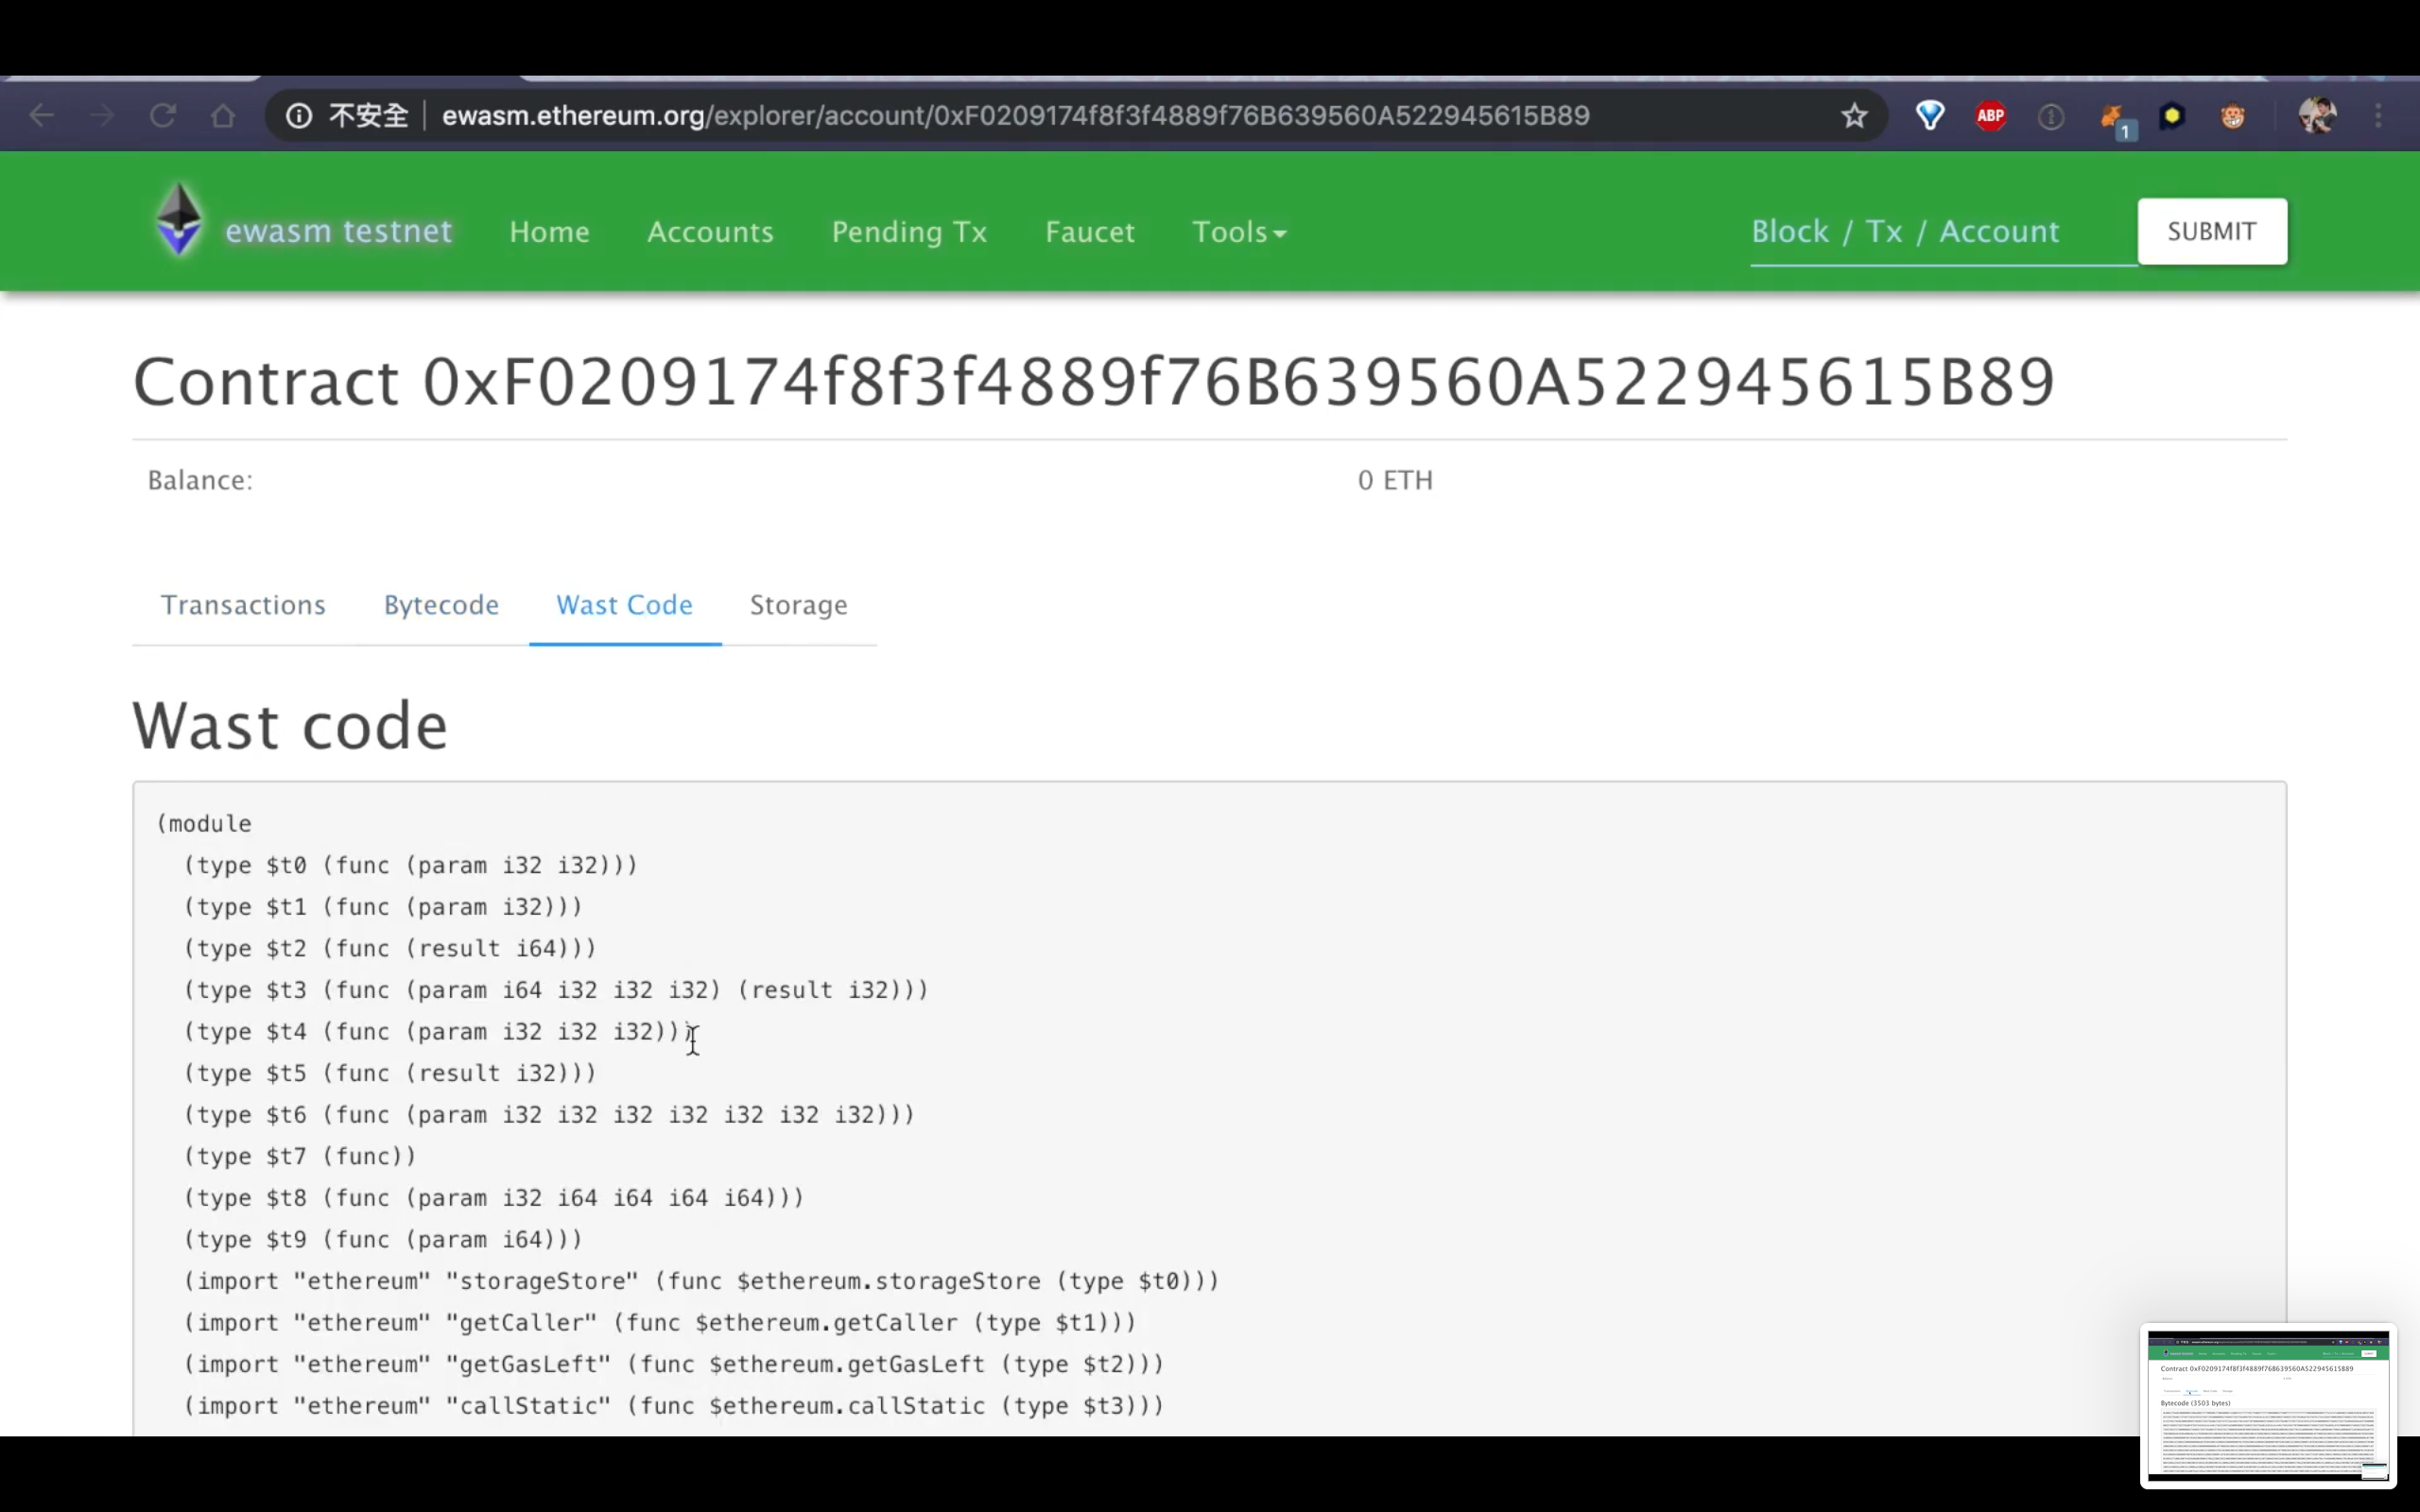 不安全 ewasm.ethereum.org/explorer/account/0xF0209174f8f3f4889f76B639560A522945615B89
ABP
1
ewasm testnet Home Accounts Pending Tx Faucet Tools Block / Tx / Account SUBMIT
Contract 0xF0209174f8f3f4889f76B639560A522945615B89
Balance: 0 ETH
Transactions Bytecode Wast Code Storage
Wast code
(module
(type $t0 (func (param i32 i32)))
(type $t1 (func (param i32)))
(type $t2 (func (result i64)))
(type $t3 (func (param i64 i32 i32 i32) (result i32)))
(type $t4 (func (param i32 i32 i32)))
(type $t5 (func (result i32)))
(type $t6 (func (param i32 i32 i32 i32 i32 i32 i32)))
(type $t7 (func))
(type $t8 (func (param i32 i64 i64 i64 i64)))
(type $t9 (func (param i64)))
(import "ethereum" "storageStore" (func $ethereum.storageStore (type $t0)))
(import "ethereum" "getCaller" (func $ethereum.getCaller (type $t1)))
(import "ethereum" "getGasLeft" (func $ethereum.getGasLeft (type $t2)))
(import "ethereum" "callStatic" (func $ethereum.callStatic (type $t3)))
Contract 0xF0209174f8f3f4889f76B639560A522945615B89
Bytecode (3503 bytes)